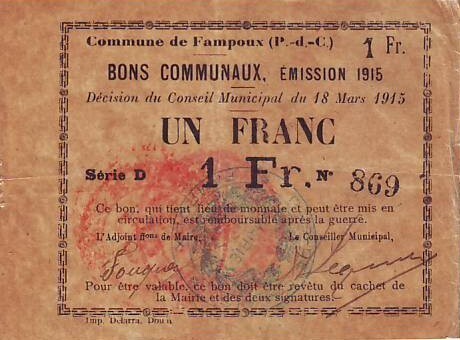 Commune de Fampoux (P.-d.-C.) 1 Fr.
BONS COMMUNAUX, ÉMISSION 1915
Décision du Conseil Municipal du 18 Mars 1915
UN FRANC
Série D 1 Fr. N° 869
Ce bon, qui tient lieu de monnaie et peut être mis en
circulation, est remboursable après la guerre.
L'Adjoint ffons de Maire, Le Conseiller Municipal,
Pour être valable, ce bon doit être revêtu du cachet de
la Mairie et des deux signatures.
Imp. Delarra, Douai